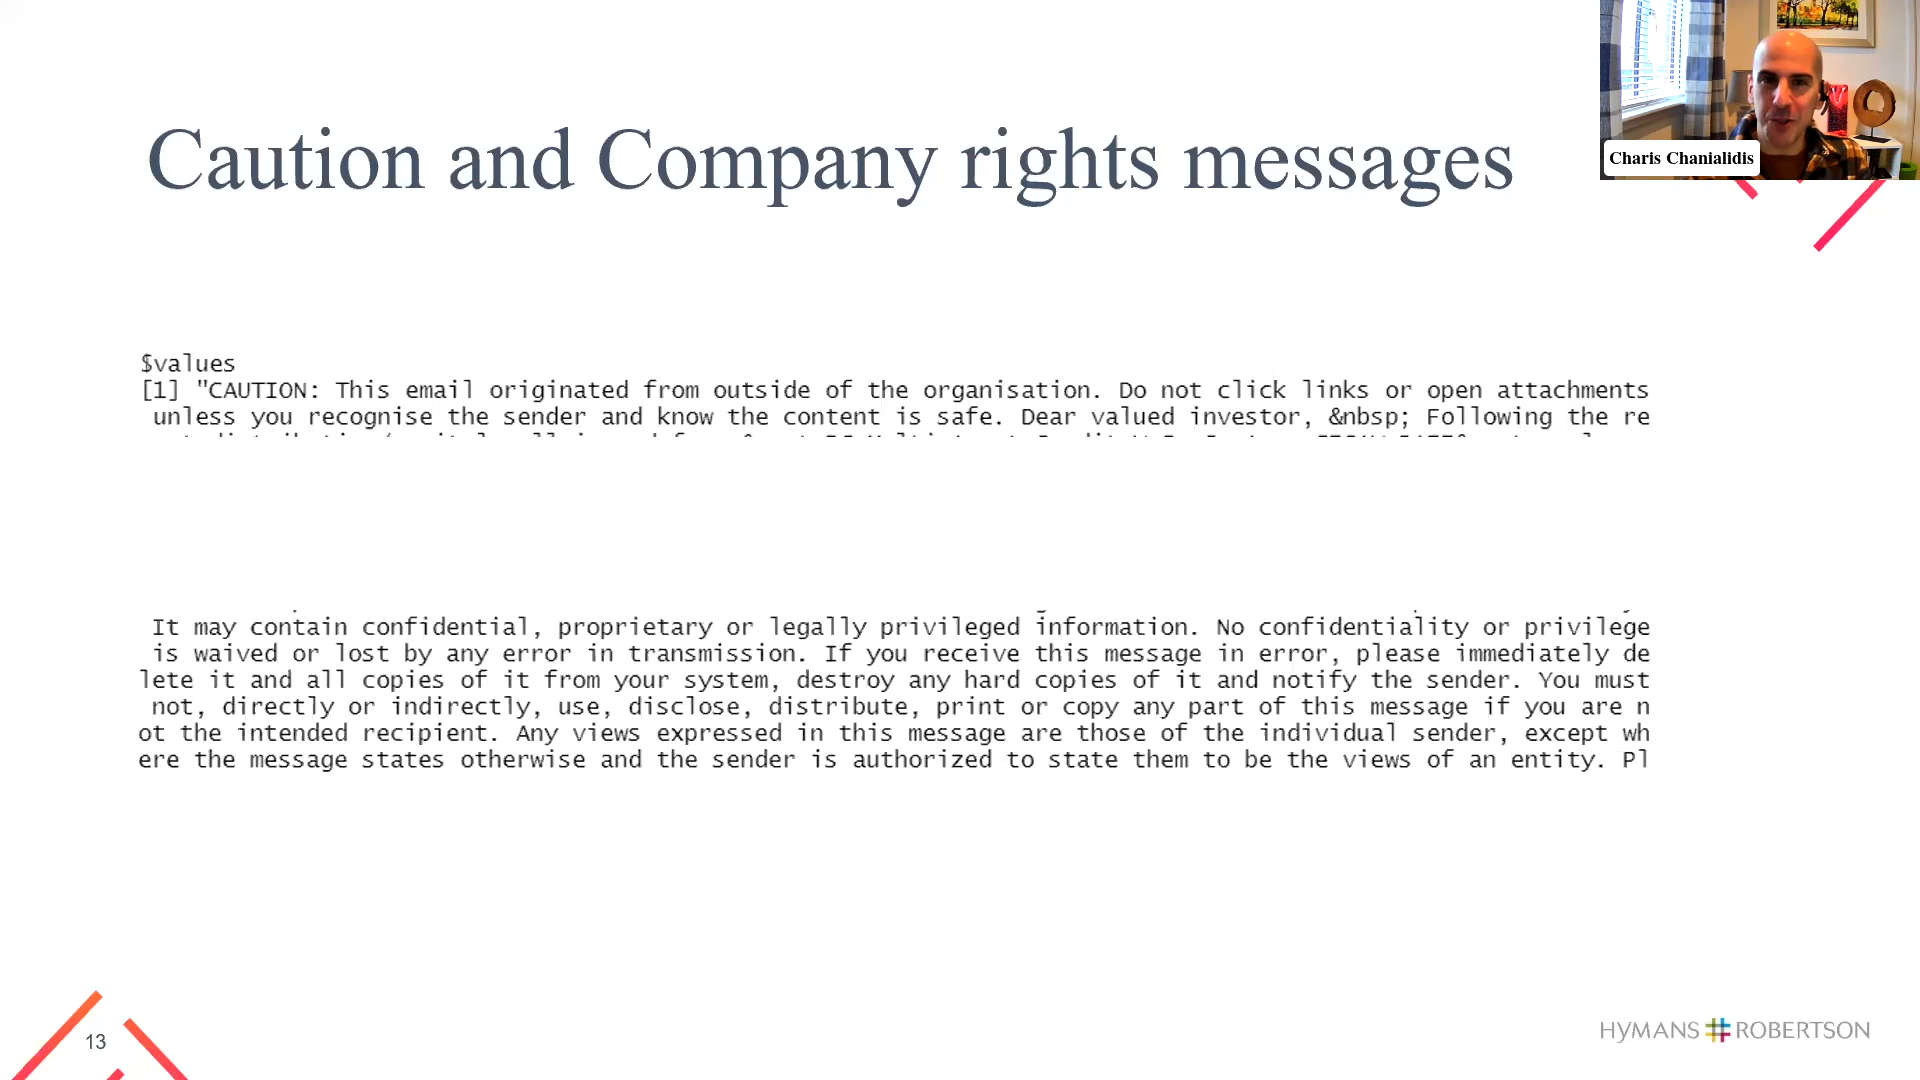 Caution and Company rights messages
Charis Chanialidis
$values
[1] "CAUTION: This email originated from outside of the organisation. Do not click links or open attachments
unless you recognise the sender and know the content is safe. Dear valued investor, &nbsp; Following the re
It may contain confidential, proprietary or legally privileged information. No confidentiality or privilege
is waived or lost by any error in transmission. If you receive this message in error, please immediately de
lete it and all copies of it from your system, destroy any hard copies of it and notify the sender. You must
not, directly or indirectly, use, disclose, distribute, print or copy any part of this message if you are n
ot the intended recipient. Any views expressed in this message are those of the individual sender, except wh
ere the message states otherwise and the sender is authorized to state them to be the views of an entity. Pl
13
HYMANS # ROBERTSON